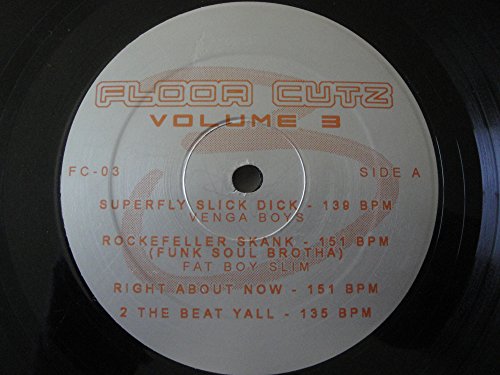 FLOOR CUTZ
VOLUME 3
FC-03 SIDE A
SUPERFLY SLICK DICK - 139 BPM
VENGA BOYS
ROCKEFELLER SKANK - 151 BPM
(FUNK SOUL BROTHA)
FAT BOY SLIM
RIGHT ABOUT NOW - 151 BPM
2 THE BEAT YALL - 135 BPM